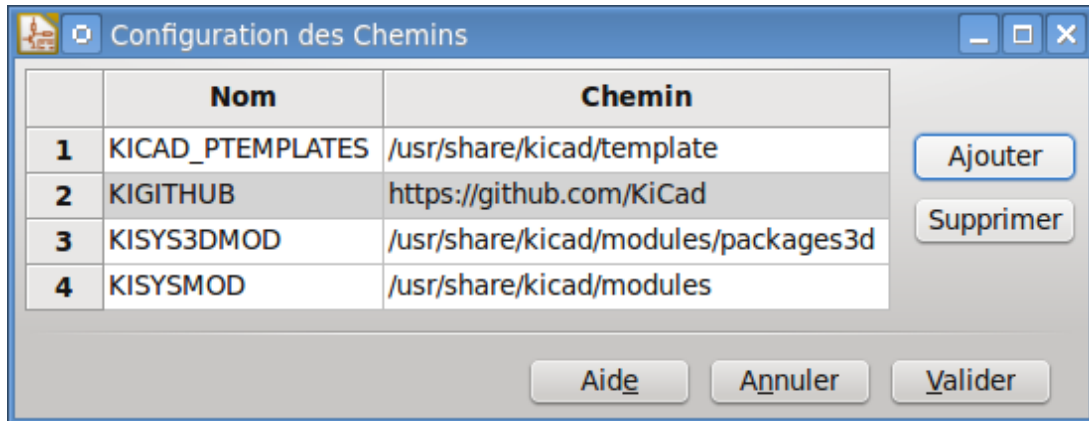 Configuration des Chemins
Nom Chemin
1 KICAD_PTEMPLATES /usr/share/kicad/template
2 KIGITHUB https://github.com/KiCad
3 KISYS3DMOD /usr/share/kicad/modules/packages3d
4 KISYSMOD /usr/share/kicad/modules
Ajouter
Supprimer
Aide Annuler Valider